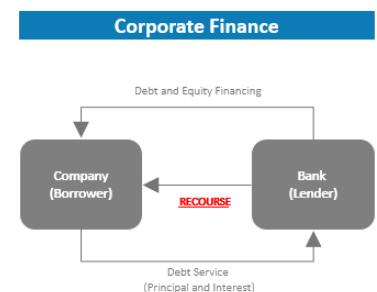 Corporate Finance
Debt and Equity Financing
Company
(Borrower)
Bank
(Lender)
RECOURSE
Debt Service
(Principal and Interest)